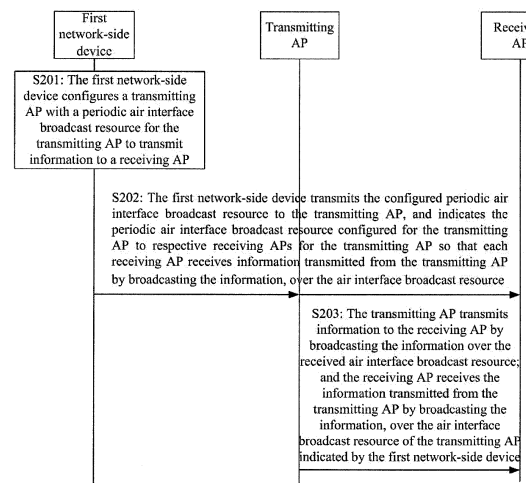 First
network-side
device
Transmitting
AP
S201: The first network-side
device configures a transmitting
AP with a periodic air interface
broadcast resource for the
transmitting AP to transmit
information to a receiving AP
S202: The first network-side device transmits the configured periodic air
interface broadcast resource to the transmitting AP, and indicates the
periodic air interface broadcast resource configured for the transmitting
AP to respective receiving APs for the transmitting AP so that each
receiving AP receives information transmitted from the transmitting AP
by broadcasting the information, over the air interface broadcast resource
S203: The transmitting AP transmits
information to the receiving AP by
broadcasting the information over the
received air interface broadcast resource;
and the receiving AP receives the
information transmitted from the
transmitting AP by broadcasting the
information, over the air interface
broadcast resource of the transmitting AP
indicated by the first network-side device